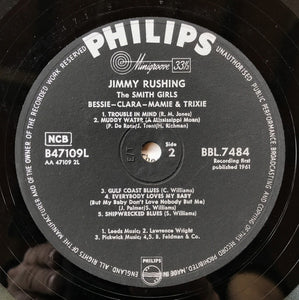 PHILIPS
Minigroove 33⅓
JIMMY RUSHING
The SMITH GIRLS
BESSIE-CLARA-MAMIE & TRIXIE
1. TROUBLE IN MIND (R. M. Jones)
2. MUDDY WATER (A Mississippi Moan)
P. De Rose/J. Trent/H. Richman)
NCB
B47109L
AA 47109 2L
Side
2
BBL.7484
Recording first
published 1961
3. GULF COAST BLUES (C. Williams)
4. EVERYBODY LOVES MY BABY
(But My Baby Don't Love Nobody But Me)
(J. Palmer/S. Williams)
5. SHIPWRECKED BLUES (S. Williams)
1. Leeds Music; 2. Lawrence Wright;
3. Pickwick Music; 4,5. B. Feldman & Co.
PHILIPS
ALL RIGHTS OF THE MANUFACTURER AND OF THE OWNER OF THE RECORDED WORK RESERVED
UNAUTHORISED PUBLIC PERFORMANCE BROADCASTING AND COPYING OF THIS RECORD PROHIBITED. MADE IN ENGLAND